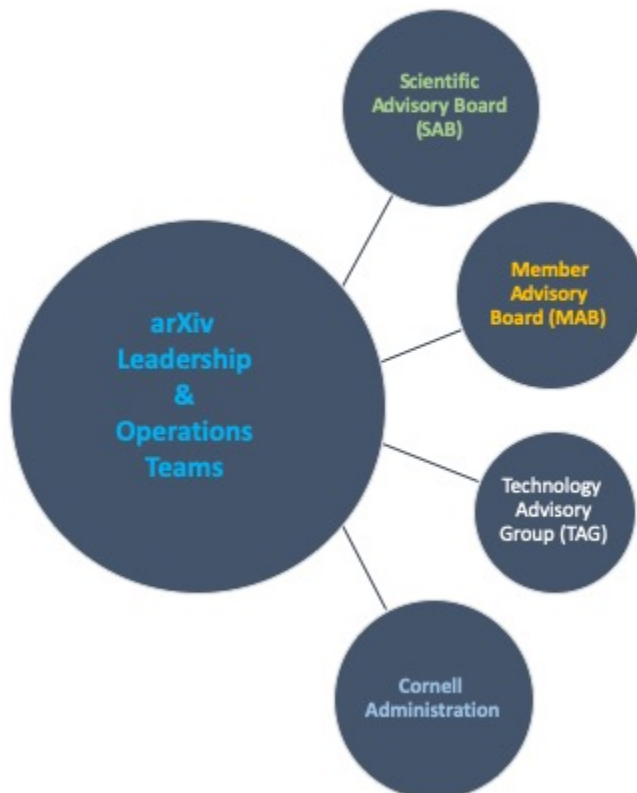 Scientific
Advisory Board
(SAB)
Member
Advisory
Board (MAB)
arXiv
Leadership
&
Operations
Teams
Technology
Advisory
Group (TAG)
Cornell
Administration